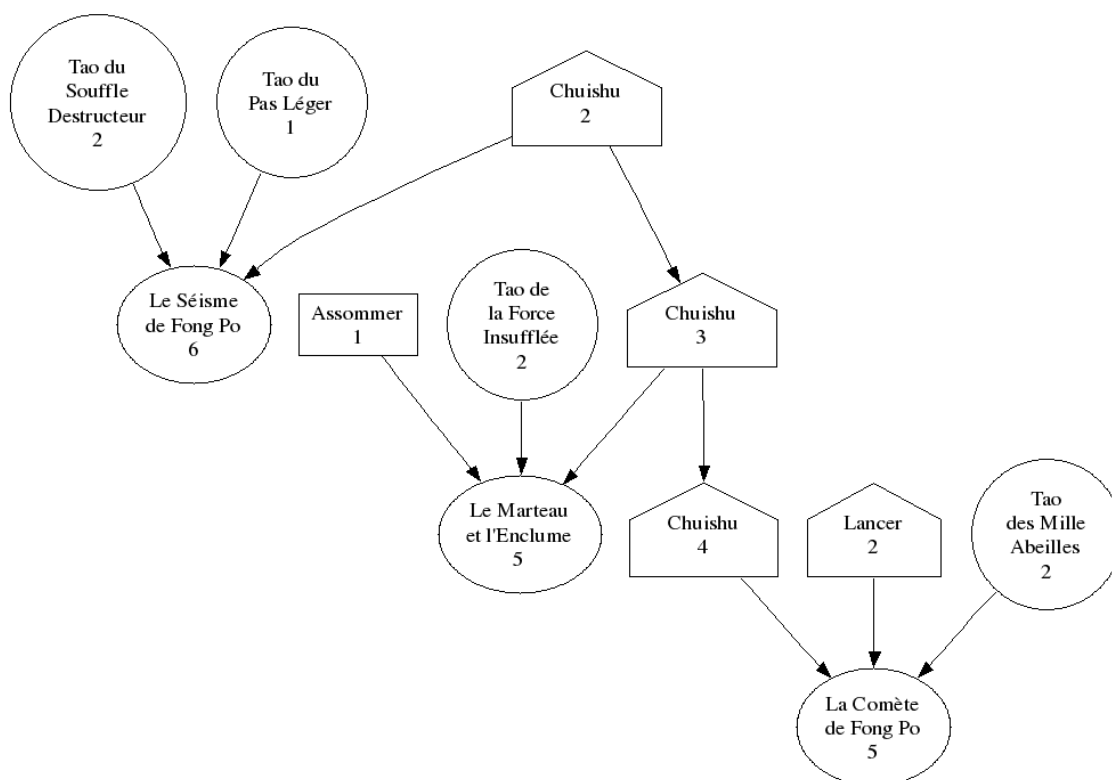 Tao du
Souffle
Destructeur
2
Tao du
Pas Léger
1
Chuishu
2
Le Séisme
de Fong Po
6
Assommer
1
Tao de
la Force
Insufflée
2
Chuishu
3
Le Marteau
et l'Enclume
5
Chuishu
4
Lancer
2
Tao
des Mille
Abeilles
2
La Comète
de Fong Po
5